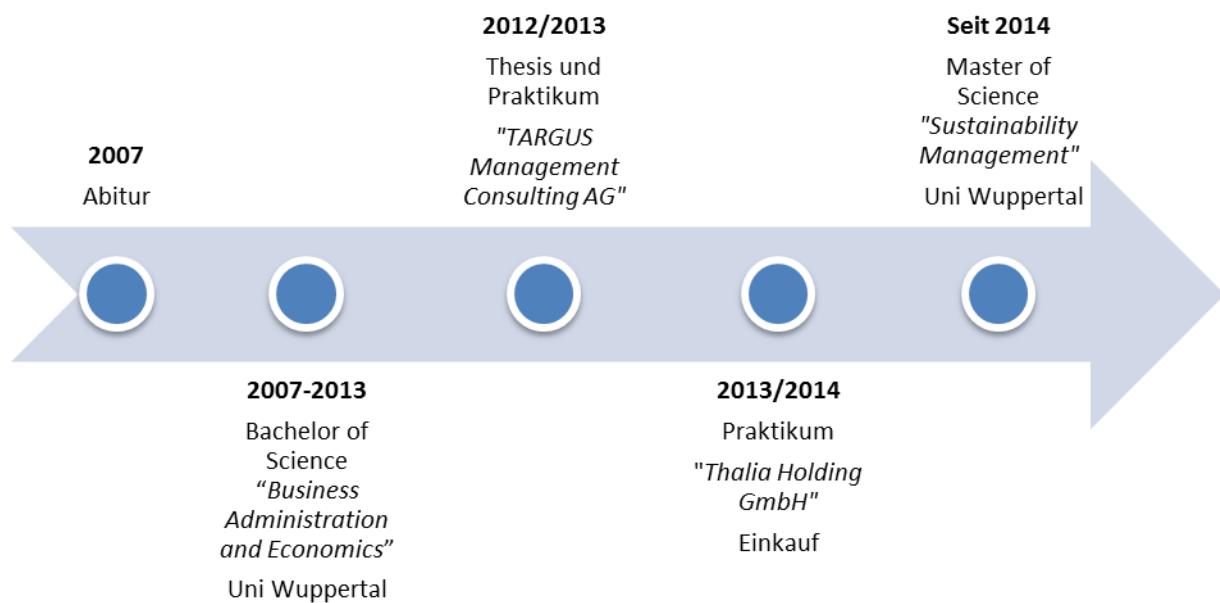 2007
Abitur
2007-2013
Bachelor of
Science
“Business
Administration
and Economics”
Uni Wuppertal
2012/2013
Thesis und
Praktikum
"TARGUS
Management
Consulting AG"
2013/2014
Praktikum
"Thalia Holding
GmbH"
Einkauf
Seit 2014
Master of
Science
"Sustainability
Management"
Uni Wuppertal